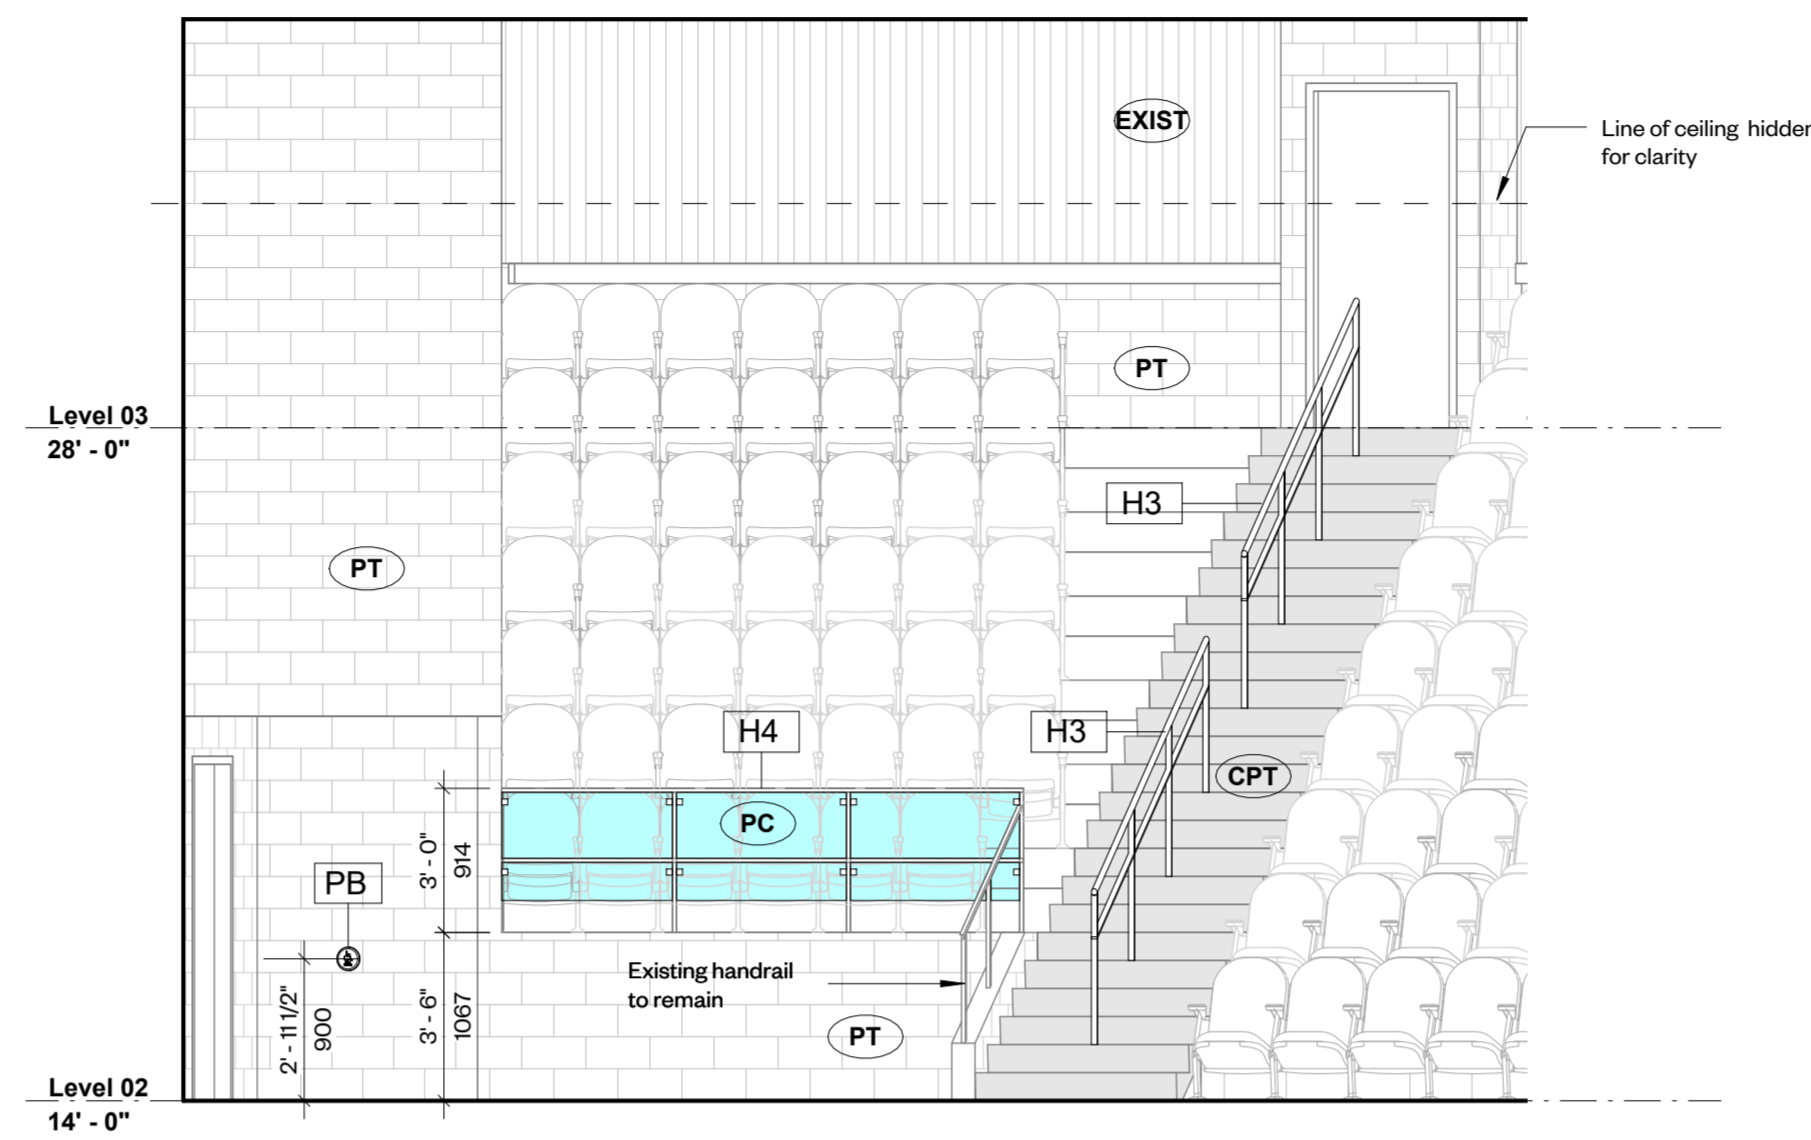 EXIST
Line of ceiling hidden
for clarity
PT
Level 03
28' - 0"
H3
PT
H4
H3
CPT
PC
3' - 0"
914
PB
Existing handrail
to remain
2' - 11 1/2"
900
3' - 6"
1067
PT
Level 02
14' - 0"